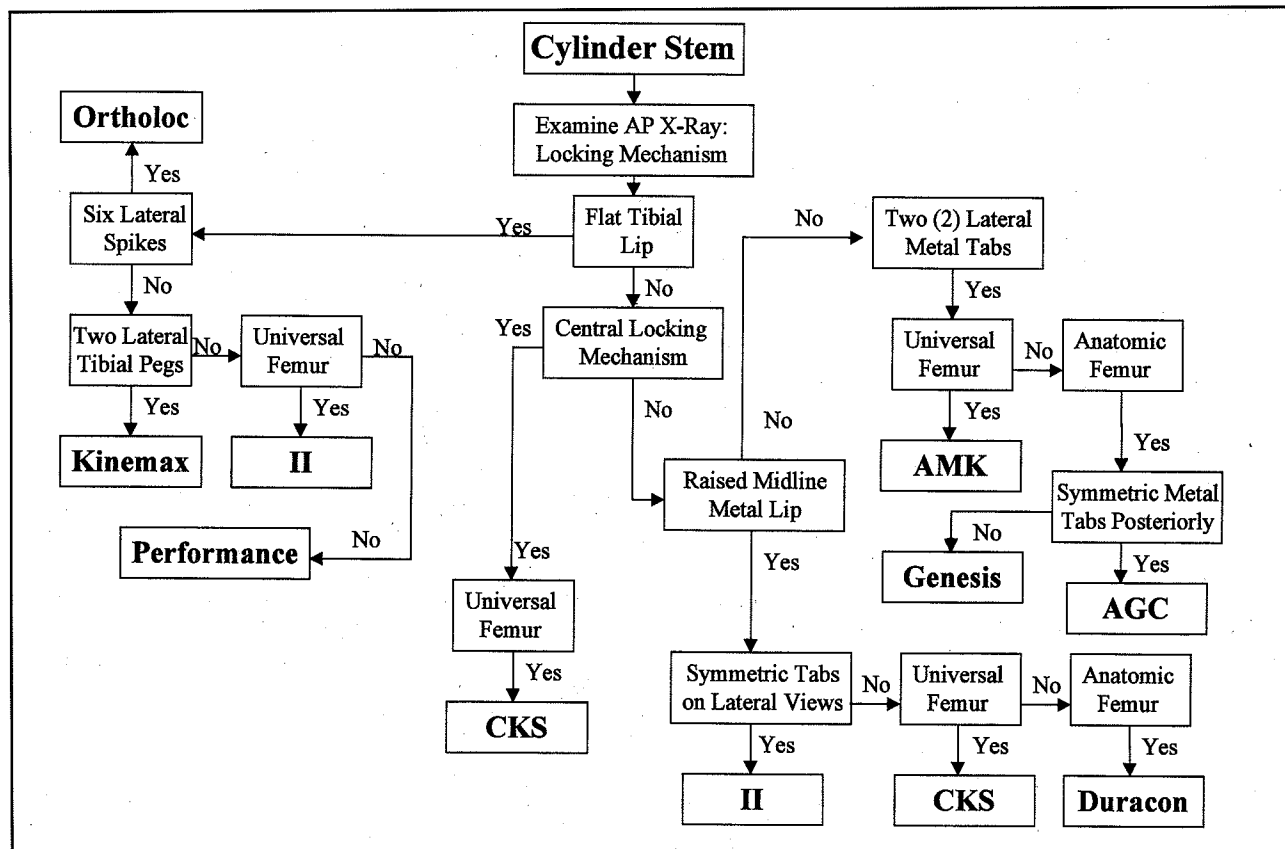 Cylinder Stem
Examine AP X-Ray:
Locking Mechanism
Ortholoc
Yes
Six Lateral
Spikes
Yes
Flat Tibial
Lip
No
Two (2) Lateral
Metal Tabs
No
No
Yes
Two Lateral
Tibial Pegs
No
Universal
Femur
No
Yes
Central Locking
Mechanism
Universal
Femur
No
Anatomic
Femur
Yes
Yes
No
No
Yes
Yes
Kinemax
II
AMK
Raised Midline
Metal Lip
Symmetric Metal
Tabs Posteriorly
Performance
No
Yes
Yes
No
Yes
Genesis
AGC
Universal
Femur
Yes
Symmetric Tabs
on Lateral Views
No
Universal
Femur
No
Anatomic
Femur
CKS
Yes
Yes
Yes
II
CKS
Duracon